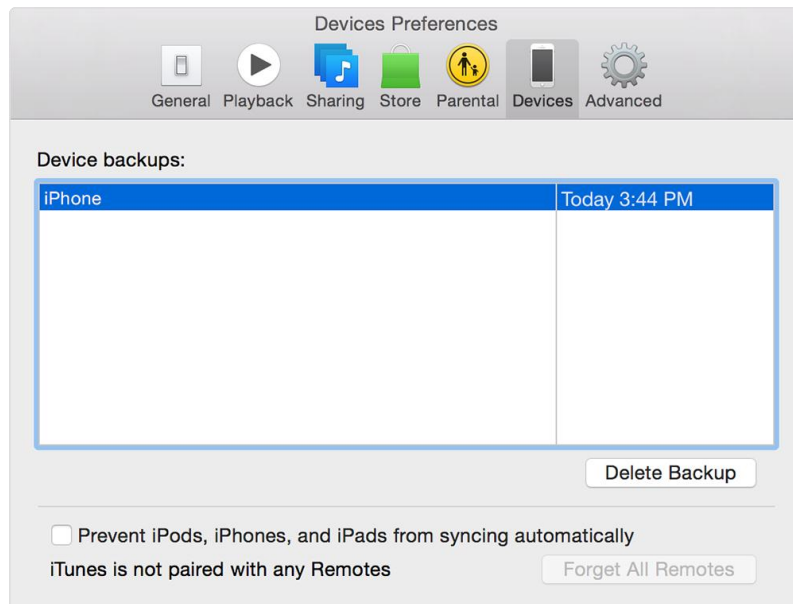 Devices Preferences
General Playback Sharing Store Parental Devices Advanced
Device backups:
iPhone Today 3:44 PM
Delete Backup
Prevent iPods, iPhones, and iPads from syncing automatically
iTunes is not paired with any Remotes Forget All Remotes